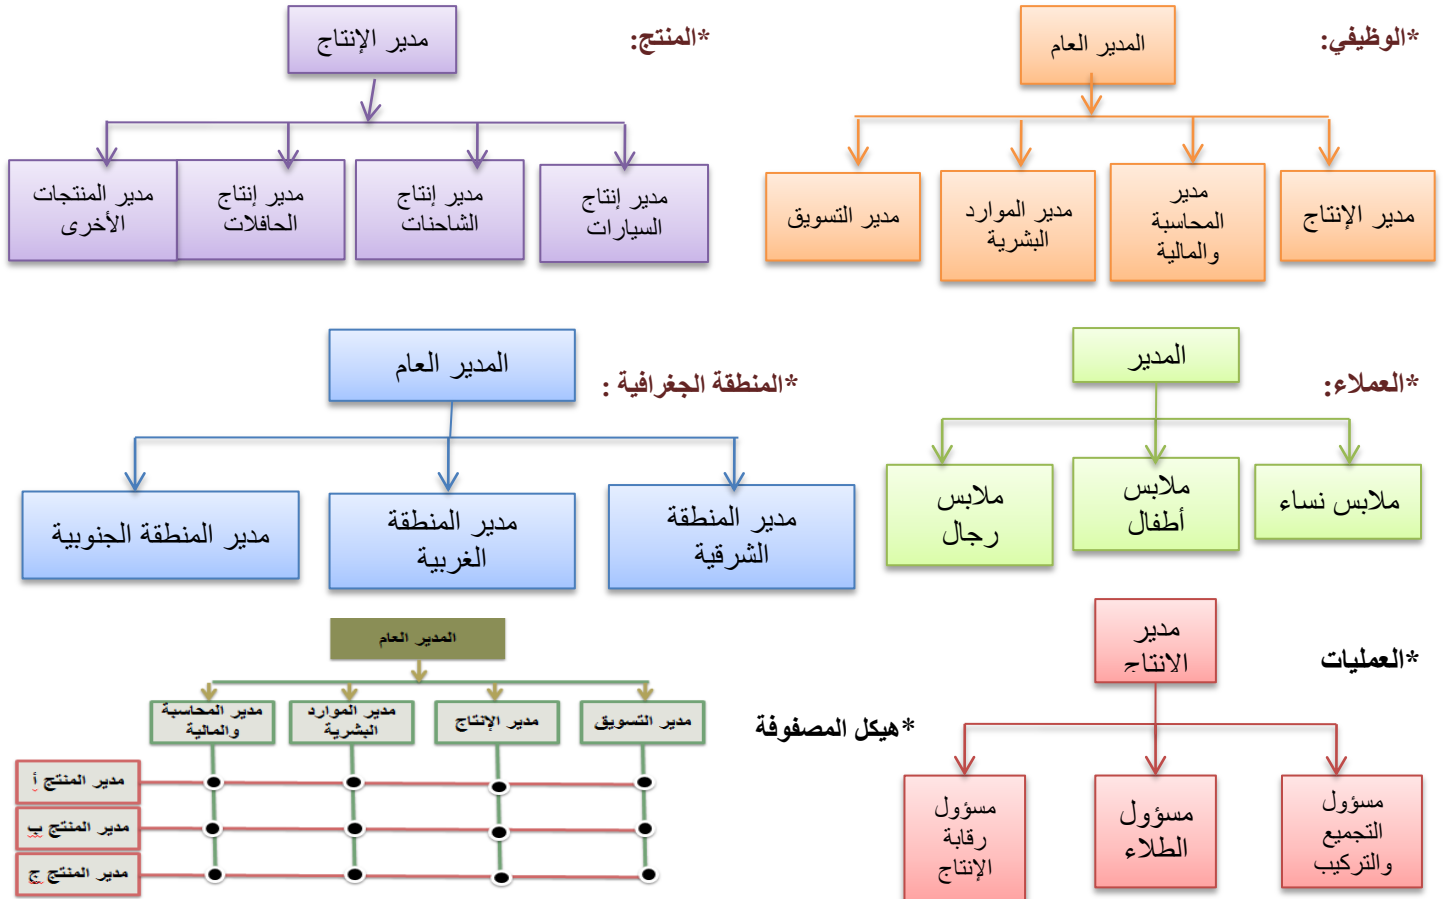 *الوظيفي:
المدير العام
مدير الإنتاج
مدير
المحاسبة
والمالية
مدير الموارد
البشرية
مدير التسويق
*المنتج:
مدير الإنتاج
مدير إنتاج
السيارات
مدير إنتاج
الشاحنات
مدير إنتاج
الحافلات
مدير المنتجات
الأخرى
*العملاء:
المدير
ملابس نساء
ملابس
أطفال
ملابس
رجال
*المنطقة الجغرافية :
المدير العام
مدير المنطقة
الشرقية
مدير المنطقة
الغربية
مدير المنطقة الجنوبية
*العمليات
مدير
الانتاج
مسؤول
التجميع
والتركيب
مسؤول
الطلاء
مسؤول
رقابة
الإنتاج
*هيكل المصفوفة
المدير العام
مدير التسويق
مدير الإنتاج
مدير الموارد
البشرية
مدير المحاسبة
والمالية
مدير المنتج أ
مدير المنتج ب
مدير المنتج ج